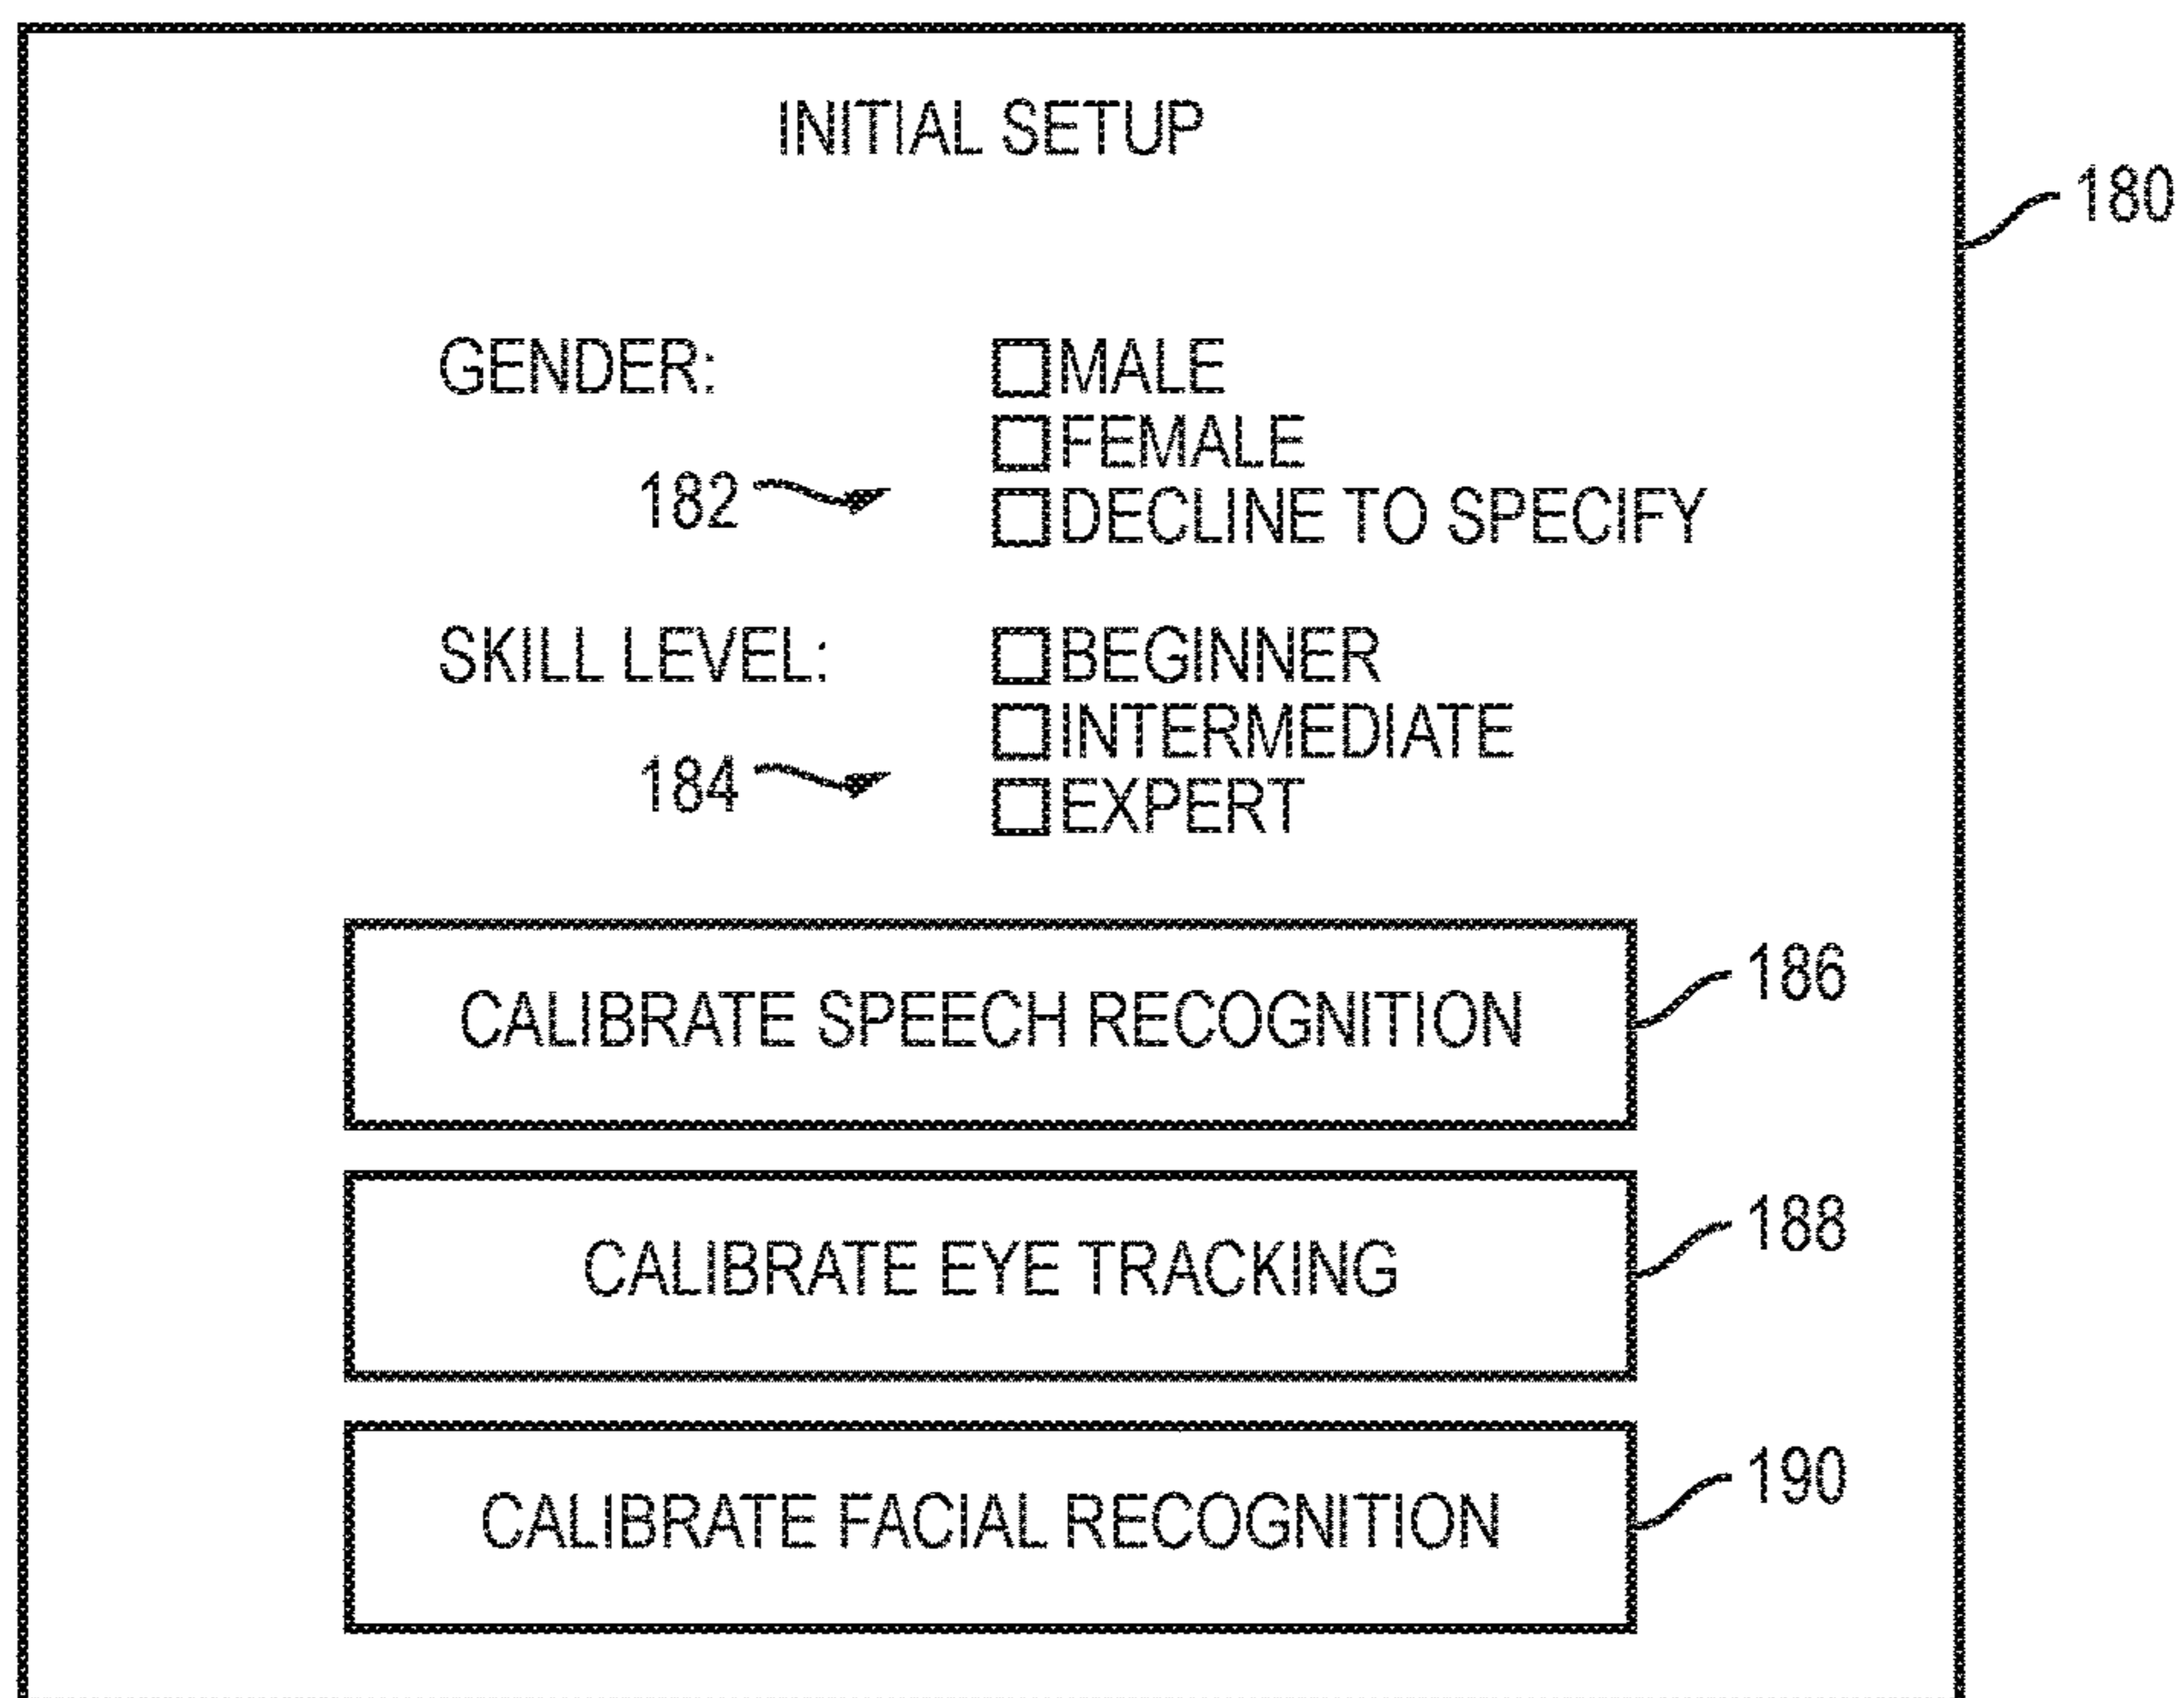 INITIAL SETUP
180
GENDER: MALE
FEMALE
182 DECLINE TO SPECIFY
SKILL LEVEL: BEGINNER
INTERMEDIATE
184 EXPERT
CALIBRATE SPEECH RECOGNITION 186
CALIBRATE EYE TRACKING 188
CALIBRATE FACIAL RECOGNITION 190